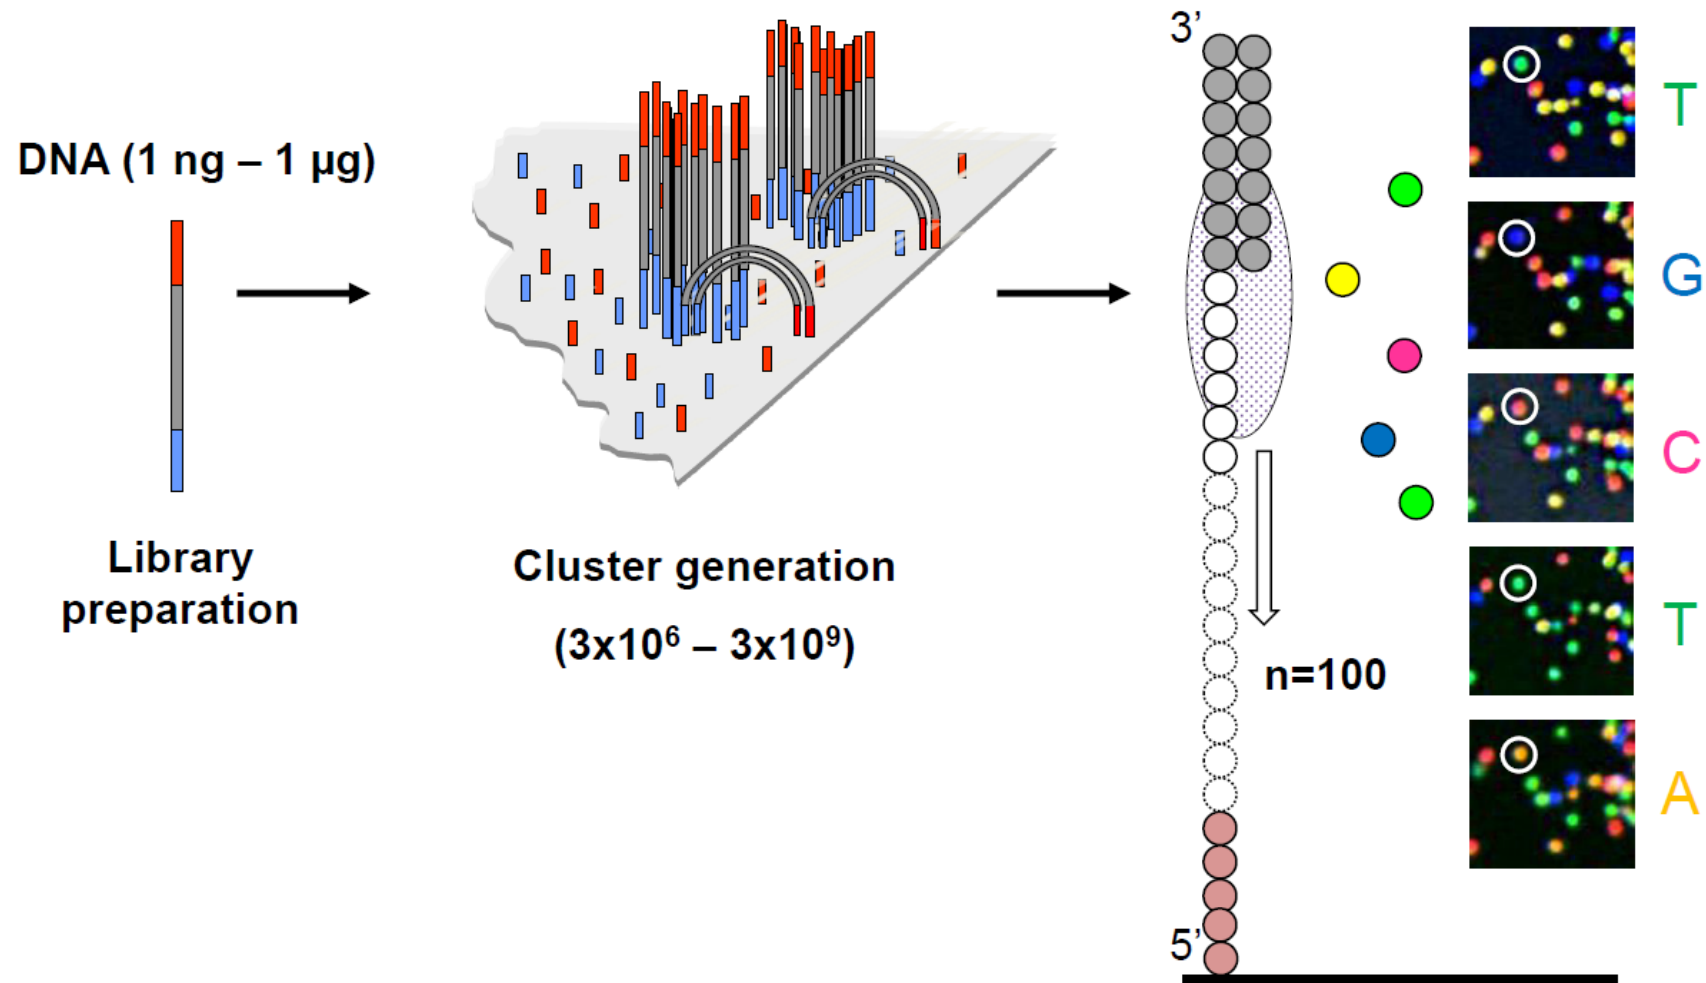 DNA (1 ng – 1 µg)
Library
preparation
Cluster generation
(3x10⁶ – 3x10⁹)
3’
5’
n=100
T
G
C
T
A